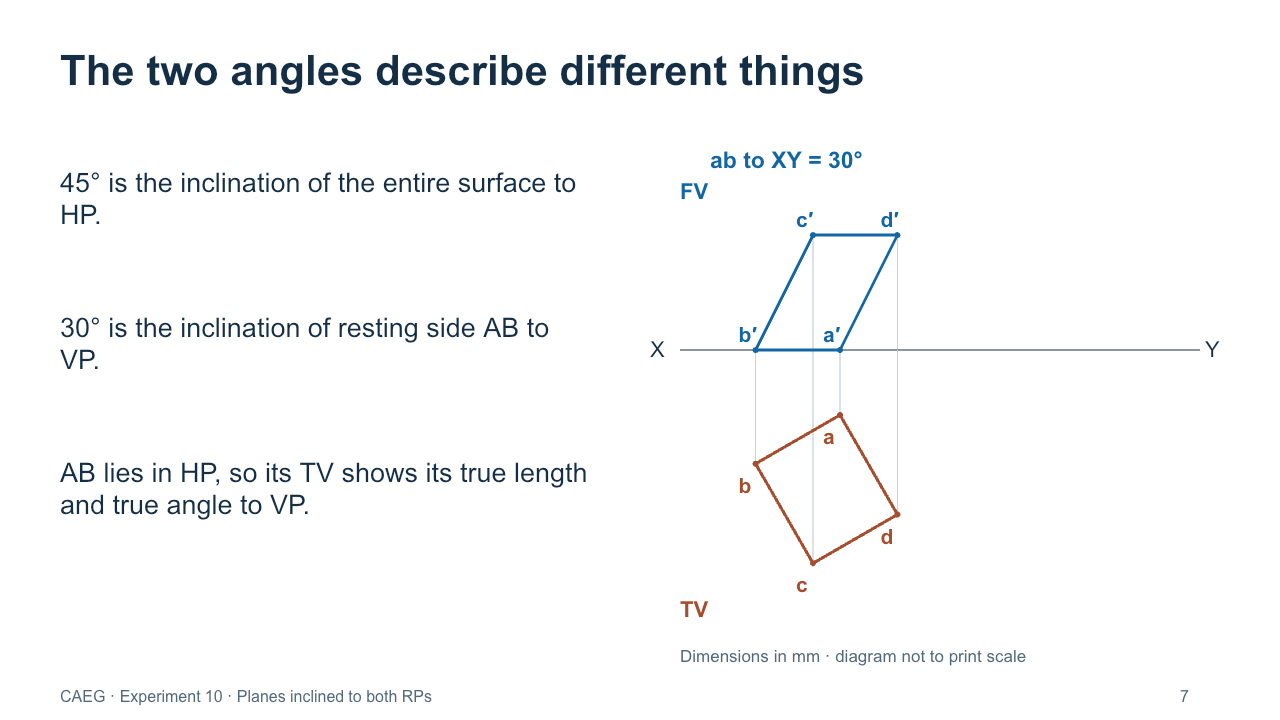 The two angles describe different things
45° is the inclination of the entire surface to
HP.
30° is the inclination of resting side AB to
VP.
AB lies in HP, so its TV shows its true length
and true angle to VP.
ab to XY = 30°
FV
c′ d′
b′ a′
X Y
a
b
d
c
TV
Dimensions in mm · diagram not to print scale
CAEG · Experiment 10 · Planes inclined to both RPs 7